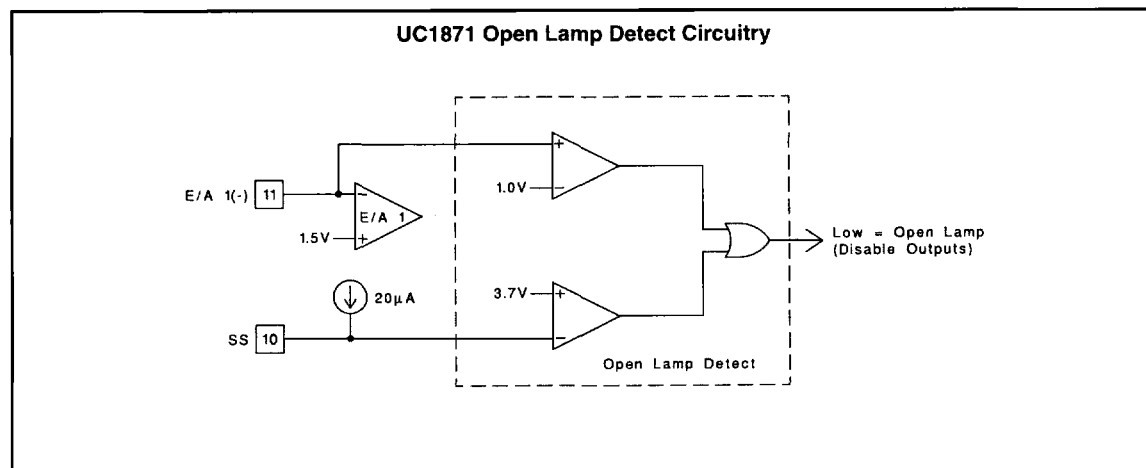 UC1871 Open Lamp Detect Circuitry
+
1.0V
−
E/A 1(-) 11
−
E/A 1
1.5V
+
Low = Open Lamp
(Disable Outputs)
20µA
3.7V
+
SS 10
−
Open Lamp Detect